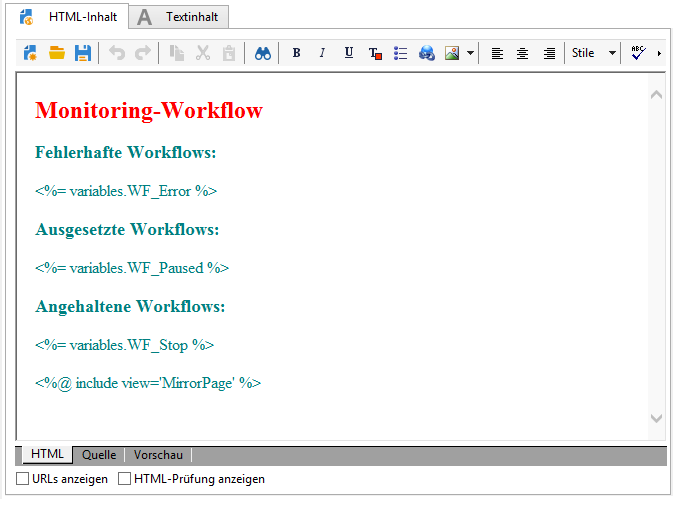 HTML-Inhalt
A Textinhalt
B I U T Stile ABC
Monitoring-Workflow
Fehlerhafte Workflows:
<%= variables.WF_Error %>
Ausgesetzte Workflows:
<%= variables.WF_Paused %>
Angehaltene Workflows:
<%= variables.WF_Stop %>
<%@ include view='MirrorPage' %>
HTML Quelle Vorschau
URLs anzeigen HTML-Prüfung anzeigen